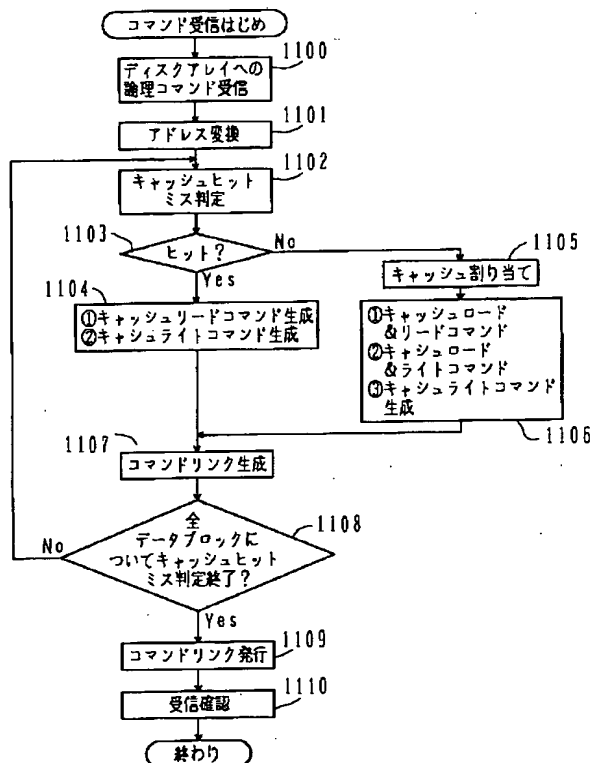 コマンド受信はじめ
1100
ディスクアレイへの
論理コマンド受信
1101
アドレス変換
1102
キャッシュヒット
ミス判定
1103
ヒット?
No
Yes
1104
①キャッシュリードコマンド生成
②キャシュライトコマンド生成
1105
キャッシュ割り当て
①キャッシュロード
&リードコマンド
②キャシュロード
&ライトコマンド
③キャシュライトコマンド
生成
1106
1107
コマンドリンク生成
1108
全
データブロックに
ついてキャッシュヒット
ミス判定終了?
No
Yes
1109
コマンドリンク発行
1110
受信確認
終わり